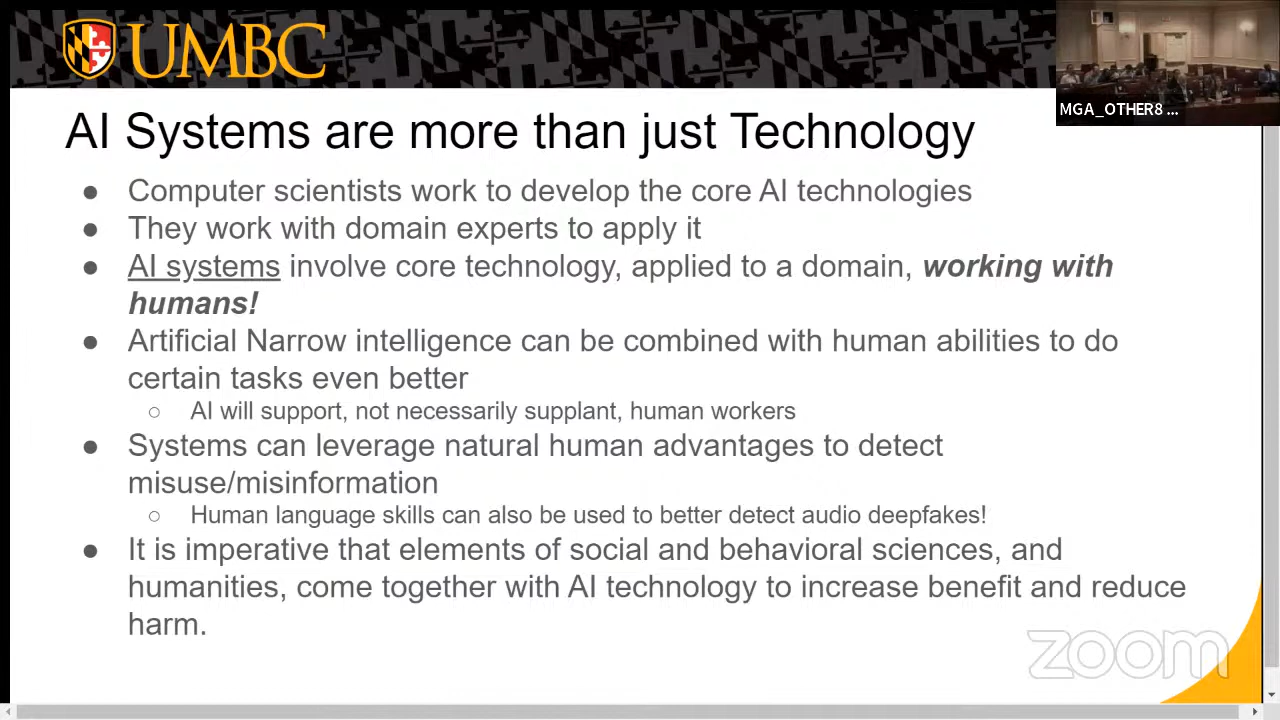 UMBC
MGA_OTHER8 ...
AI Systems are more than just Technology
● Computer scientists work to develop the core AI technologies
● They work with domain experts to apply it
● AI systems involve core technology, applied to a domain, working with
humans!
● Artificial Narrow intelligence can be combined with human abilities to do
certain tasks even better
○ AI will support, not necessarily supplant, human workers
● Systems can leverage natural human advantages to detect
misuse/misinformation
○ Human language skills can also be used to better detect audio deepfakes!
● It is imperative that elements of social and behavioral sciences, and
humanities, come together with AI technology to increase benefit and reduce
harm.
zoom